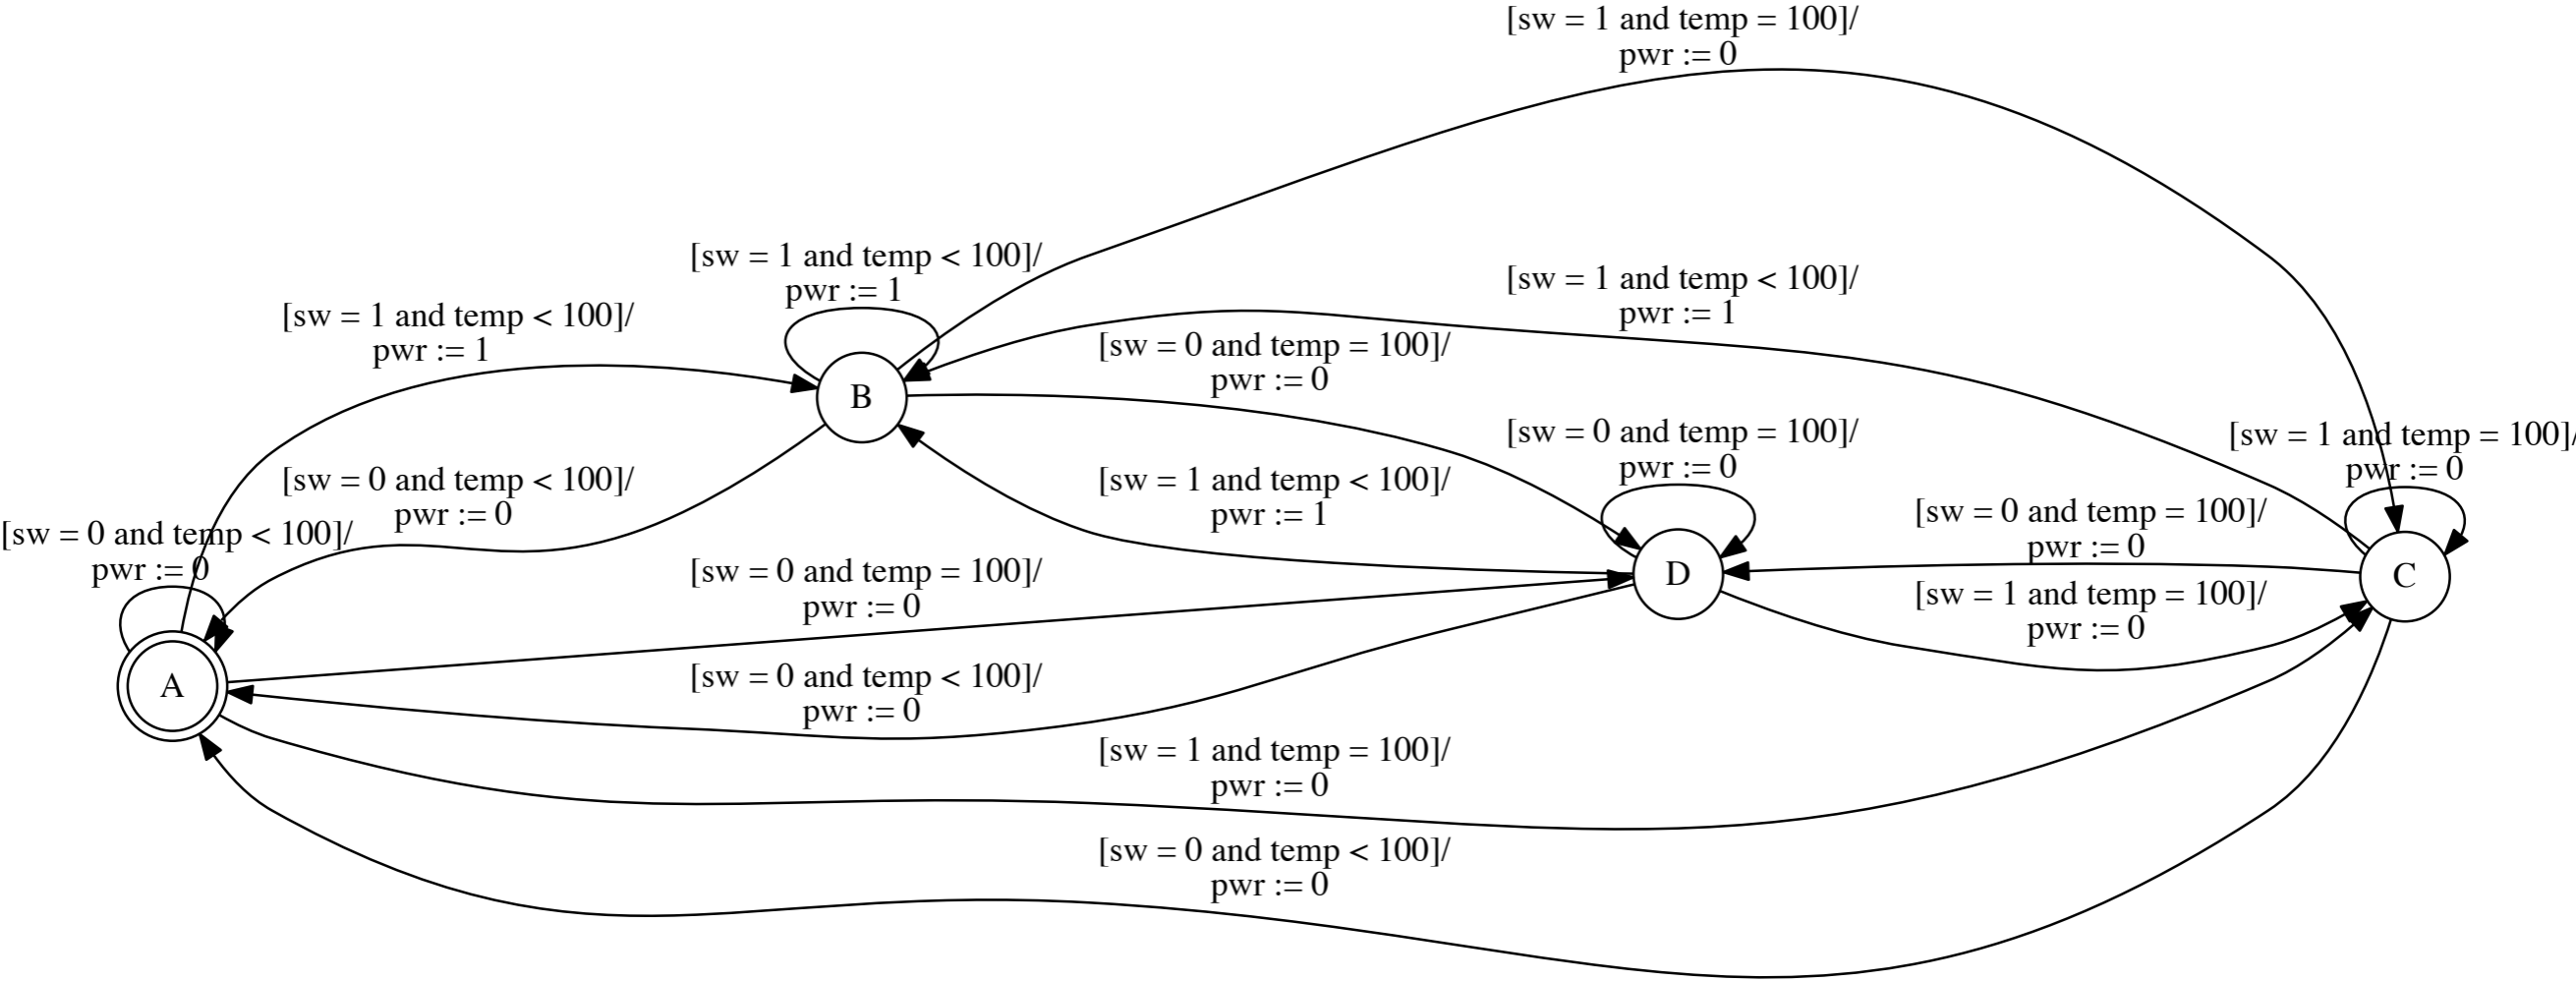 [sw = 1 and temp = 100]/
pwr := 0
[sw = 1 and temp < 100]/
pwr := 1
[sw = 1 and temp < 100]/
pwr := 1
[sw = 1 and temp < 100]/
pwr := 1
[sw = 0 and temp = 100]/
pwr := 0
B
[sw = 0 and temp = 100]/
pwr := 0
[sw = 1 and temp = 100]/
pwr := 0
[sw = 0 and temp < 100]/
pwr := 0
[sw = 1 and temp < 100]/
pwr := 1
[sw = 0 and temp = 100]/
pwr := 0
[sw = 0 and temp < 100]/
pwr := 0
[sw = 0 and temp = 100]/
pwr := 0
D
C
[sw = 1 and temp = 100]/
pwr := 0
[sw = 0 and temp < 100]/
pwr := 0
A
[sw = 1 and temp = 100]/
pwr := 0
[sw = 0 and temp < 100]/
pwr := 0